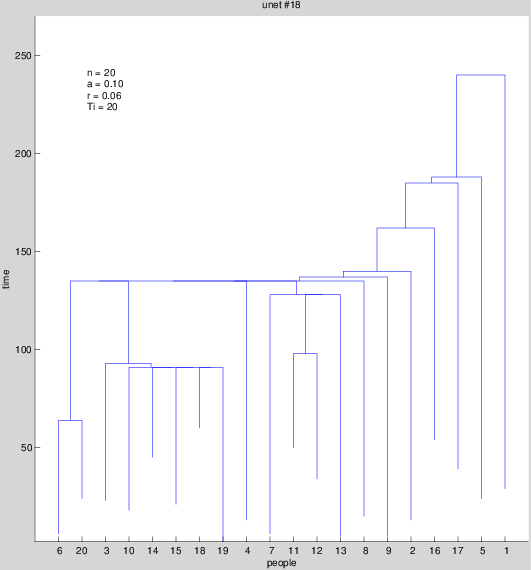 unet #18
250
n = 20
a = 0.10
r = 0.06
Ti = 20
200
150
time
100
50
6 20 3 10 14 15 18 19 4 7 11 12 13 8 9 2 16 17 5 1
people